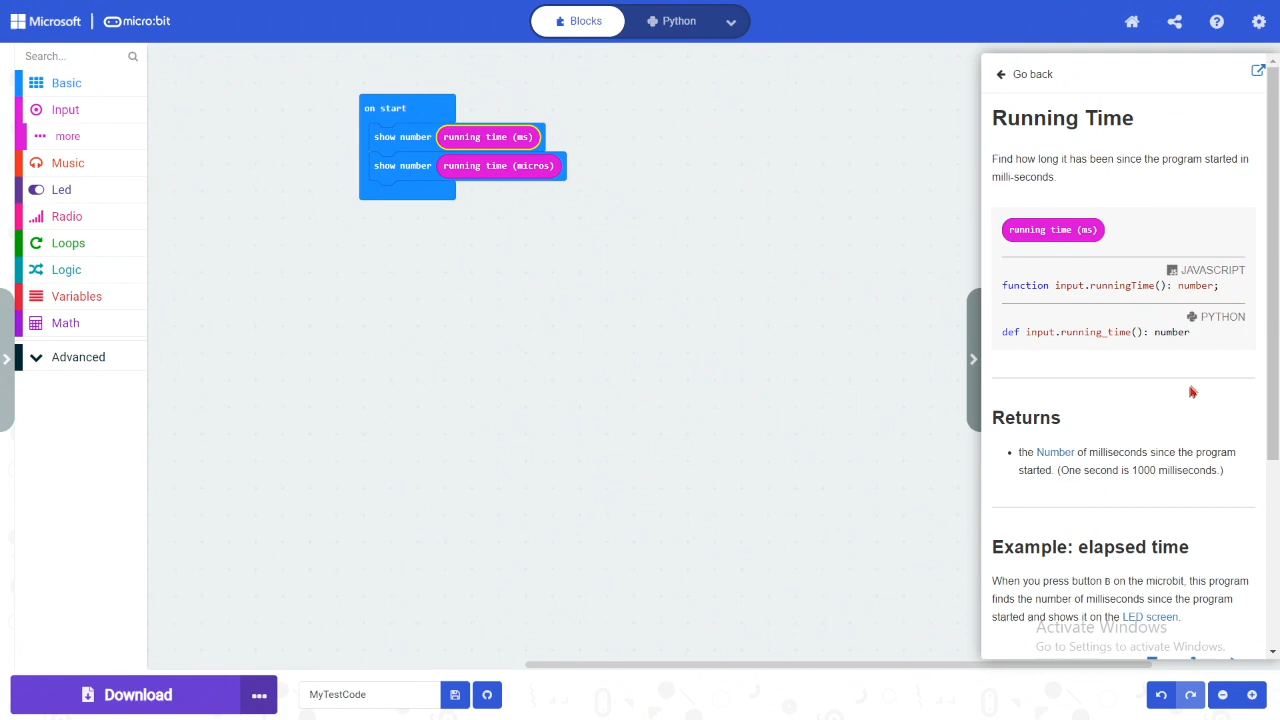 Microsoft
micro:bit
Blocks
Python
Search...
Basic
Input
more
Music
Led
Radio
Loops
Logic
Variables
Math
Advanced
on start
show number running time (ms)
show number running time (micros)
Go back
Running Time
Find how long it has been since the program started in
milli-seconds.
running time (ms)
JAVASCRIPT
function input.runningTime(): number;
PYTHON
def input.running_time(): number
Returns
• the Number of milliseconds since the program
started. (One second is 1000 milliseconds.)
Example: elapsed time
When you press button B on the microbit, this program
finds the number of milliseconds since the program
started and shows it on the LED screen.
Activate Windows
Go to Settings to activate Windows.
Download
MyTestCode